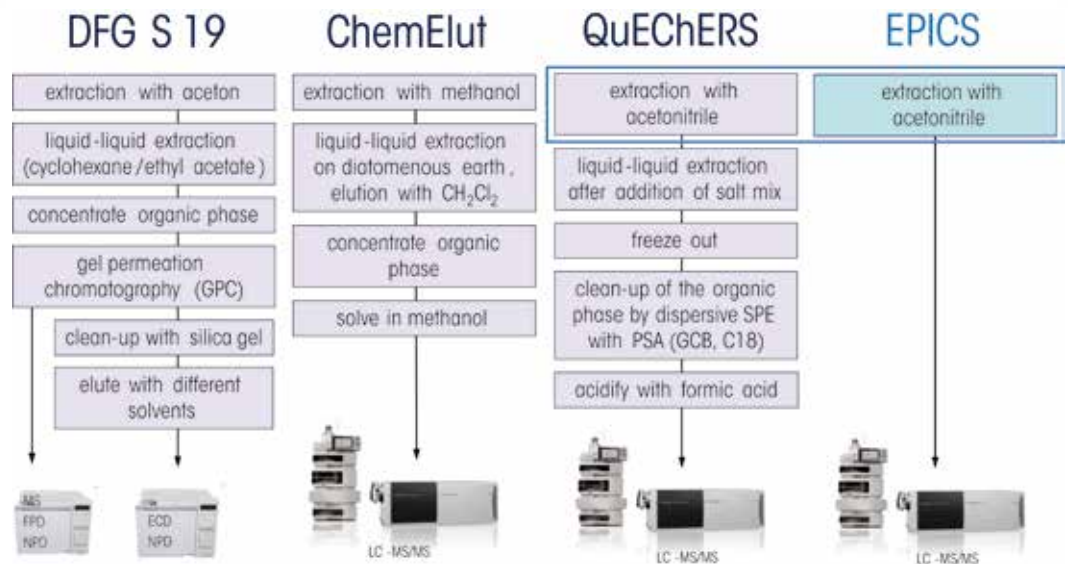 DFG S 19
extraction with aceton
liquid-liquid extraction
(cyclohexane/ethyl acetate)
concentrate organic phase
gel permeation
chromatography (GPC)
clean-up with silica gel
elute with different
solvents
MS
FPD
NPD
ECD
NPD
ChemElut
extraction with methanol
liquid-liquid extraction
on diatomenous earth,
elution with CH₂Cl₂
concentrate organic
phase
solve in methanol
LC -MS/MS
QuEChERS
extraction with
acetonitrile
liquid-liquid extraction
after addition of salt mix
freeze out
clean-up of the organic
phase by dispersive SPE
with PSA (GCB, C18)
acidify with formic acid
LC -MS/MS
EPICS
extraction with
acetonitrile
LC -MS/MS